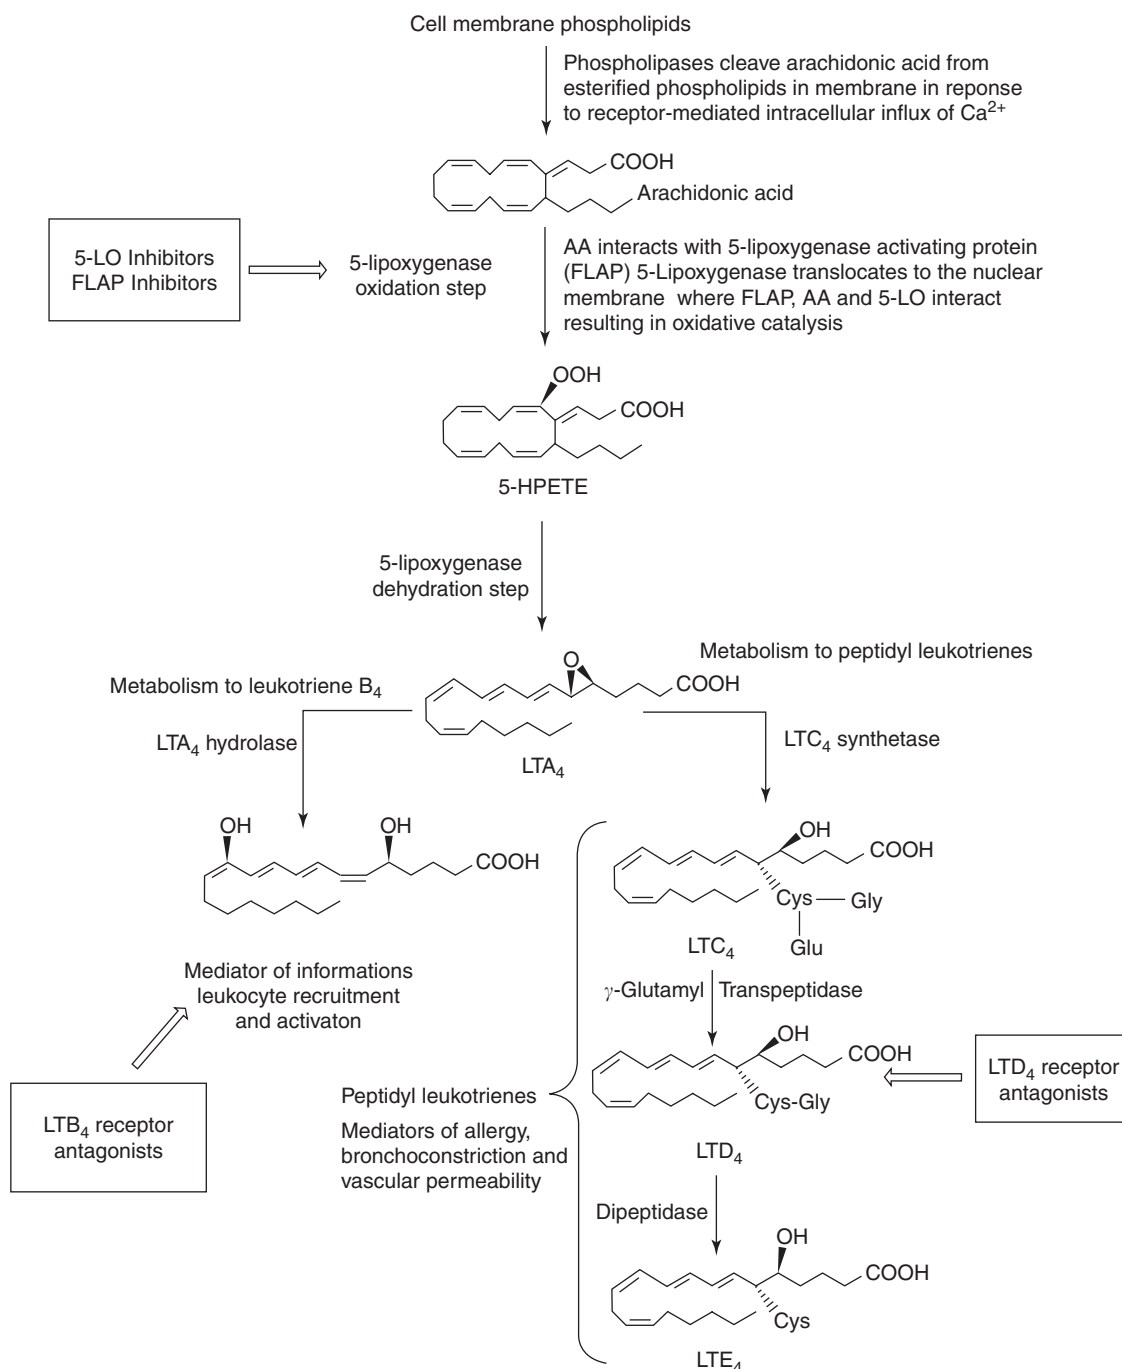 Cell membrane phospholipids
Phospholipases cleave arachidonic acid from
esterified phospholipids in membrane in reponse
to receptor-mediated intracellular influx of Ca²⁺
COOH
Arachidonic acid
5-LO Inhibitors
FLAP Inhibitors
5-lipoxygenase
oxidation step
AA interacts with 5-lipoxygenase activating protein
(FLAP) 5-Lipoxygenase translocates to the nuclear
membrane where FLAP, AA and 5-LO interact
resulting in oxidative catalysis
OOH
COOH
5-HPETE
5-lipoxygenase
dehydration step
Metabolism to peptidyl leukotrienes
Metabolism to leukotriene B₄
O
COOH
LTA₄ hydrolase
LTA₄
LTC₄ synthetase
OH
OH
COOH
OH
COOH
Cys
Gly
Glu
LTC₄
Mediator of informations
leukocyte recruitment
and activaton
γ-Glutamyl
Transpeptidase
OH
COOH
Cys-Gly
LTD₄
LTD₄ receptor
antagonists
LTB₄ receptor
antagonists
Peptidyl leukotrienes
Mediators of allergy,
bronchoconstriction and
vascular permeability
Dipeptidase
OH
COOH
Cys
LTE₄